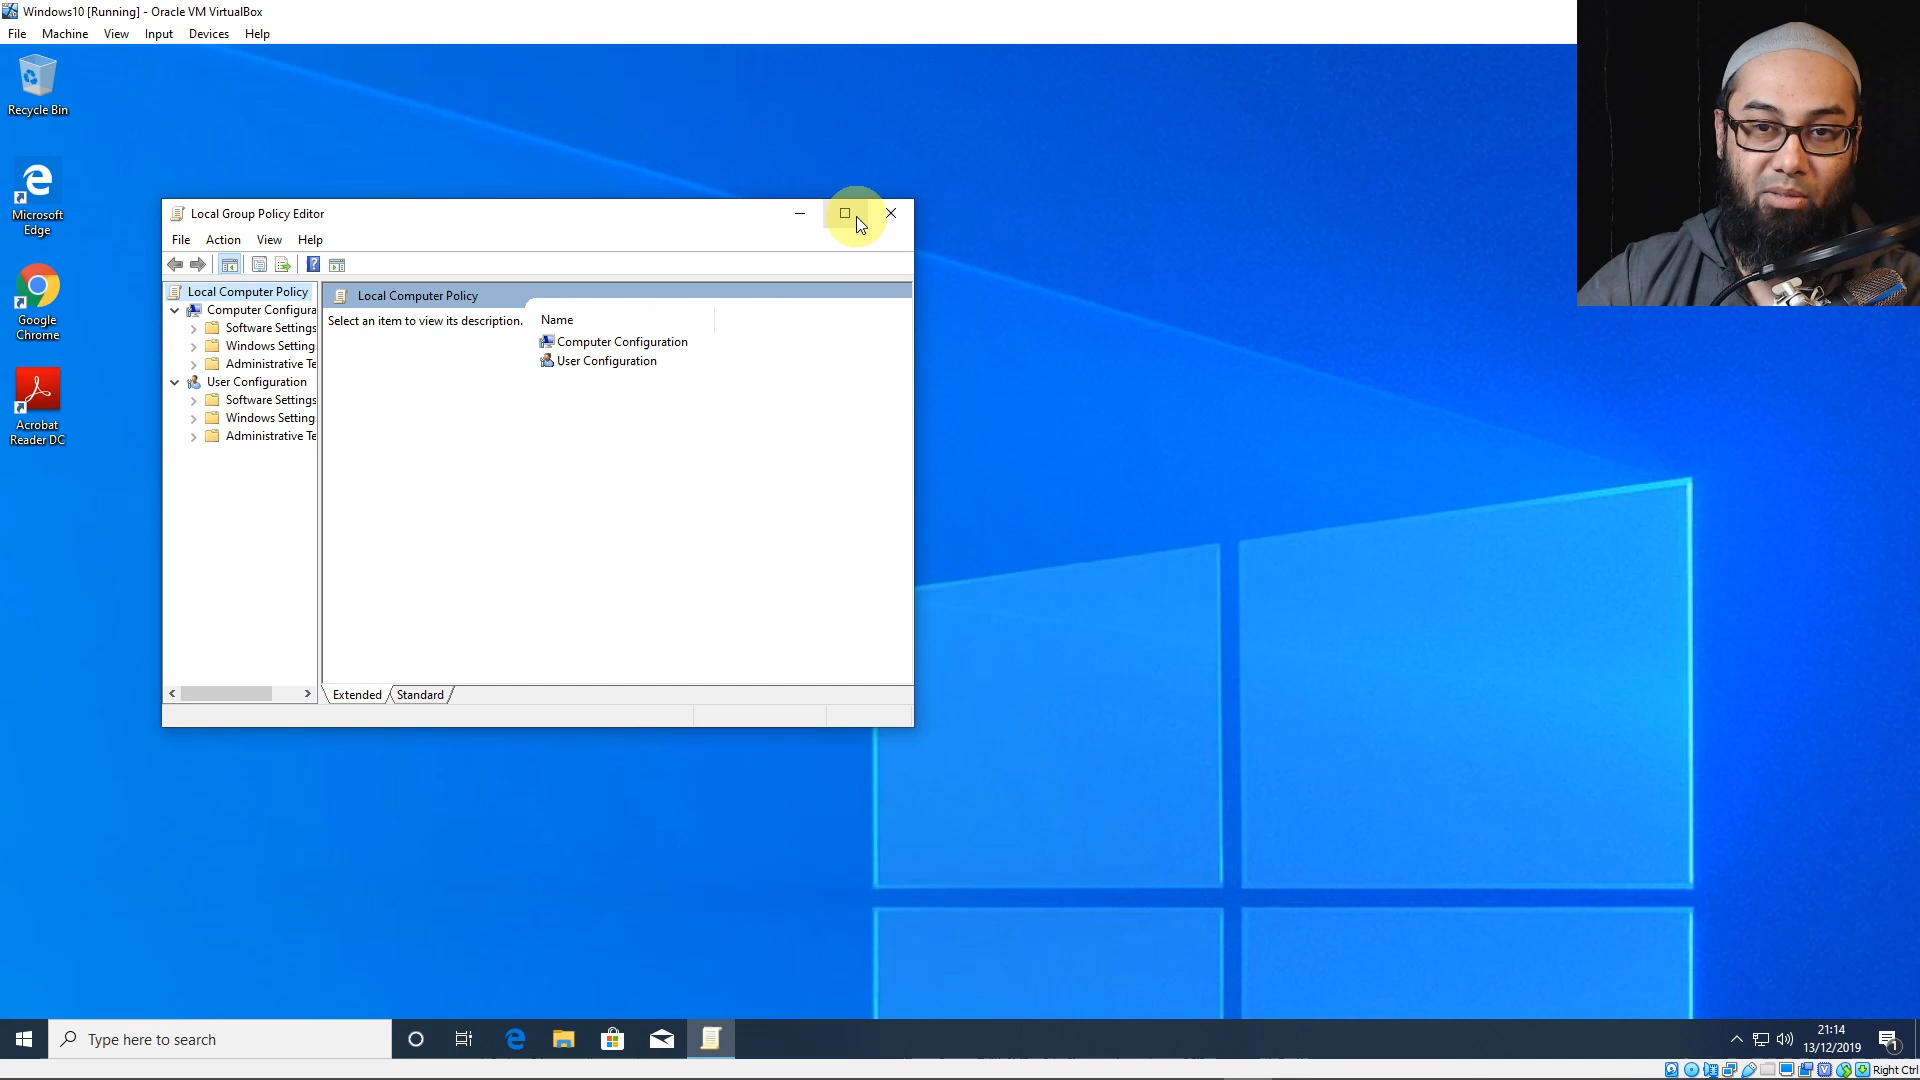 Windows10 [Running] - Oracle VM VirtualBox
File Machine View Input Devices Help
Recycle Bin
Microsoft
Edge
Google
Chrome
Acrobat
Reader DC
Local Group Policy Editor
File Action View Help
Local Computer Policy
Computer Configura
Software Settings
Windows Setting
Administrative Te
User Configuration
Software Settings
Windows Setting
Administrative Te
Local Computer Policy
Select an item to view its description.
Name
Computer Configuration
User Configuration
Extended Standard
Type here to search
21:14
13/12/2019
1
Right Ctrl